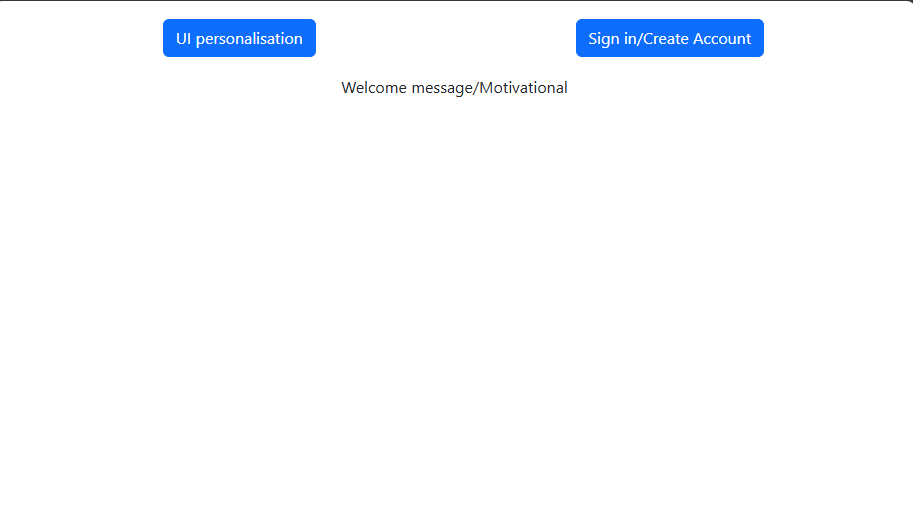 UI personalisation
Sign in/Create Account
Welcome message/Motivational